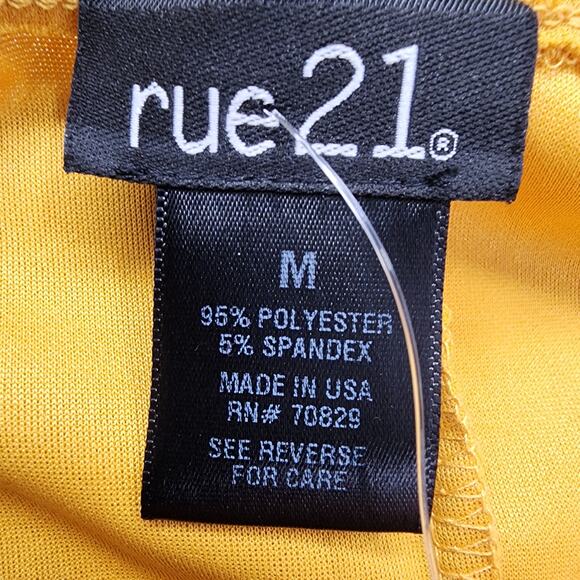 rue21®
M
95% POLYESTER
5% SPANDEX
MADE IN USA
RN# 70829
SEE REVERSE
FOR CARE